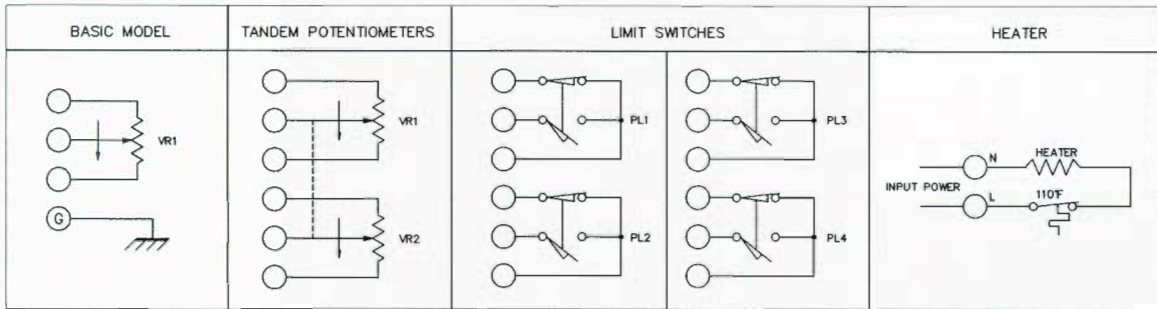 BASIC MODEL
TANDEM POTENTIOMETERS
LIMIT SWITCHES
HEATER
VR1
G
VR1
VR2
PL1
PL2
PL3
PL4
INPUT POWER
N
HEATER
L
110°F